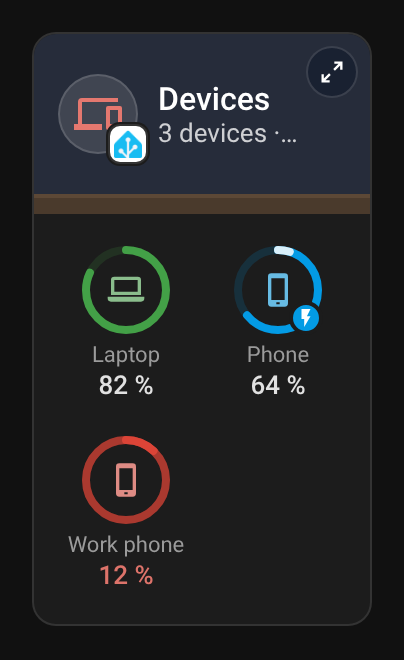 Devices
3 devices ·…
Laptop
82 %
Phone
64 %
Work phone
12 %